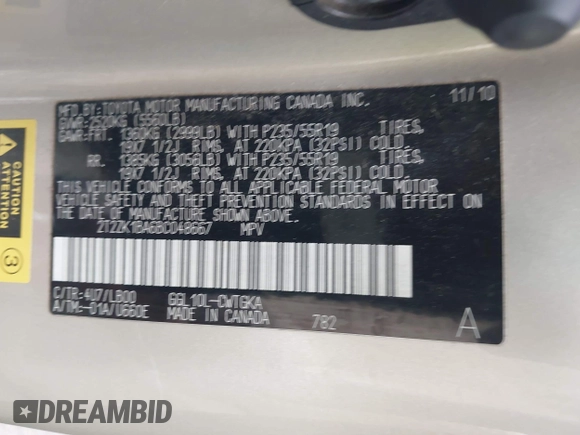 MFD BY: TOYOTA MOTOR MANUFACTURING CANADA INC. 11/10
GVWR: 2520KG (5560LB)
GAWR: FRT. 1360KG (2999LB) WITH P235/55R19 TIRES,
19X7 1/2J RIMS, AT 220KPA (32PSI) COLD.
RR. 1385KG (3056LB) WITH P235/55R19 TIRES,
19X7 1/2J RIMS, AT 220KPA (32PSI) COLD.
THIS VEHICLE CONFORMS TO ALL APPLICABLE FEDERAL MOTOR
VEHICLE SAFETY AND THEFT PREVENTION STANDARDS IN EFFECT ON
THE DATE OF MANUFACTURE SHOWN ABOVE.
2T2ZK1BA6BC048667 MPV
C/TR: 4U7/LB00 GGL10L-CWTGKA
A/TM:-01A/U660E MADE IN CANADA 782 A
CAUTION
ATTENTION
3
DREAMBID